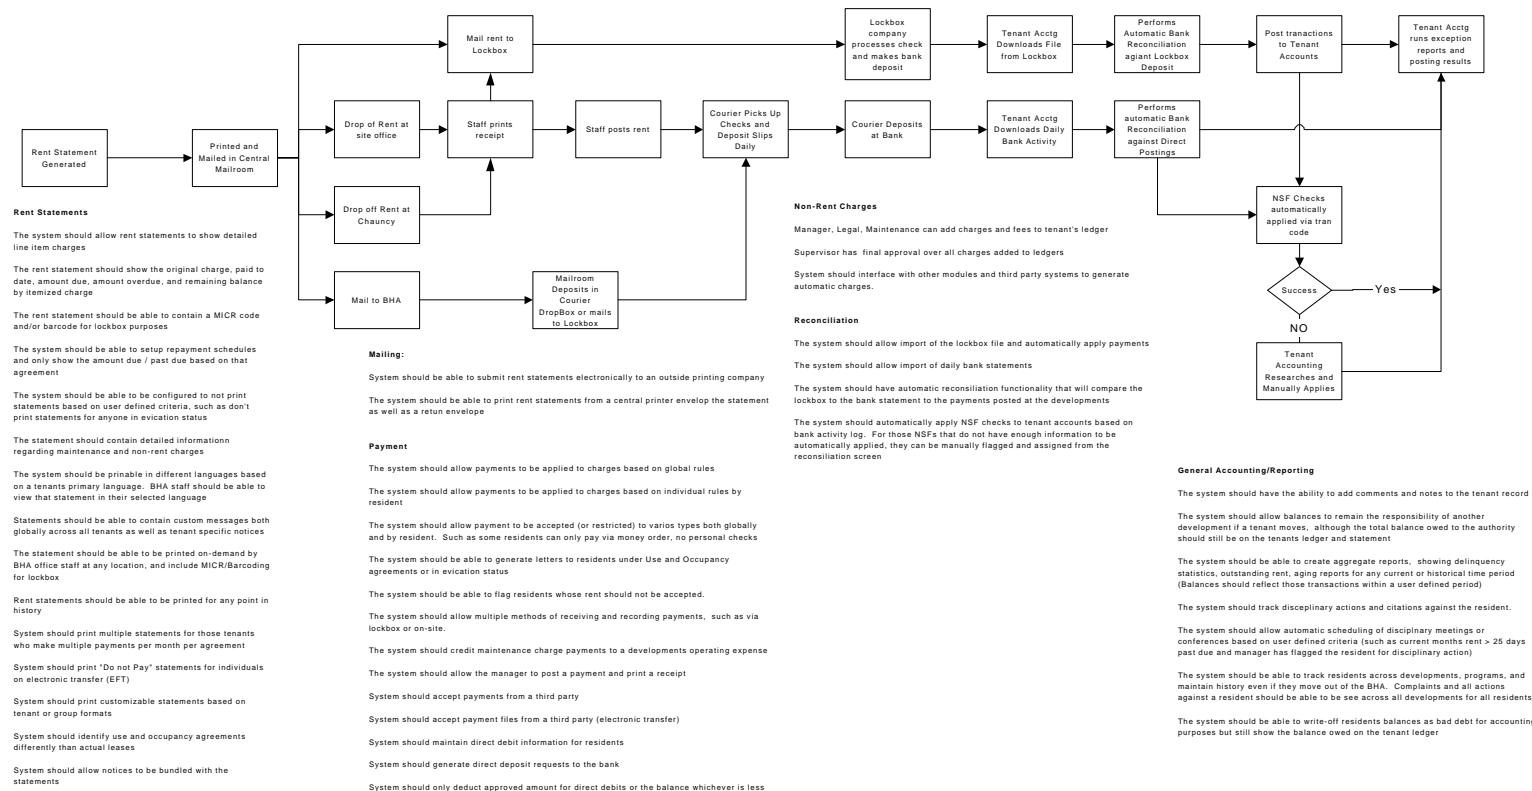 Mail rent to
Lockbox
Lockbox
company
processes check
and makes bank
deposit
Tenant Acctg
Downloads File
from Lockbox
Performs
Automatic Bank
Reconciliation
agiant Lockbox
Deposit
Post tranactions
to Tenant
Accounts
Tenant Acctg
runs exception
reports and
posting results
Rent Statement
Generated
Printed and
Mailed in Central
Mailroom
Drop of Rent at
site office
Staff prints
receipt
Staff posts rent
Courier Picks Up
Checks and
Deposit Slips
Daily
Courier Deposits
at Bank
Tenant Acctg
Downloads Daily
Bank Activity
Performs
automatic Bank
Reconciliation
against Direct
Postings
Drop off Rent at
Chauncy
NSF Checks
automatically
applied via tran
code
Mail to BHA
Mailroom
Deposits in
Courier
DropBox or mails
to Lockbox
Success
Yes
NO
Tenant
Accounting
Researches and
Manually Applies
Rent Statements
The system should allow rent statements to show detailed
line item charges
The rent statement should show the original charge, paid to
date, amount due, amount overdue, and remaining balance
by itemized charge
The rent statement should be able to contain a MICR code
and/or barcode for lockbox purposes
The system should be able to setup repayment schedules
and only show the amount due / past due based on that
agreement
The system should be able to be configured to not print
statements based on user defined criteria, such as don't
print statements for anyone in evication status
The statement should contain detailed informationn
regarding maintenance and non-rent charges
The system should be prinable in different languages based
on a tenants primary language.  BHA staff should be able to
view that statement in their selected language
Statements should be able to contain custom messages both
globally across all tenants as well as tenant specific notices
The statement should be able to be printed on-demand by
BHA office staff at any location, and include MICR/Barcoding
for lockbox
Rent statements should be able to be printed for any point in
history
System should print multiple statements for those tenants
who make multiple payments per month per agreement
System should print "Do not Pay" statements for individuals
on electronic transfer (EFT)
System should print customizable statements based on
tenant or group formats
System should identify use and occupancy agreements
differently than actual leases
System should allow notices to be bundled with the
statements
Mailing:
System should be able to submit rent statements electronically to an outside printing company
The system should be able to print rent statements from a central printer envelop the statement
as well as a retun envelope
Payment
The system should allow payments to be applied to charges based on global rules
The system should allow payments to be applied to charges based on individual rules by
resident
The system should allow payment to be accepted (or restricted) to varios types both globally
and by resident.  Such as some residents can only pay via money order, no personal checks
The system should be able to generate letters to residents under Use and Occupancy
agreements or in evication status
The system should be able to flag residents whose rent should not be accepted.
The system should allow multiple methods of receiving and recording payments,  such as via
lockbox or on-site.
The system should credit maintenance charge payments to a developments operating expense
The system should allow the manager to post a payment and print a receipt
System should accept payments from a third party
System should accept payment files from a third party (electronic transfer)
System should maintain direct debit information for residents
System should generate direct deposit requests to the bank
System should only deduct approved amount for direct debits or the balance whichever is less
Non-Rent Charges
Manager, Legal, Maintenance can add charges and fees to tenant's ledger
Supervisor has  final approval over all charges added to ledgers
System should interface with other modules and third party systems to generate
automatic charges.
Reconciliation
The system should allow import of the lockbox file and automatically apply payments
The system should allow import of daily bank statements
The system should have automatic reconsiliation functionality that will compare the
lockbox to the bank statement to the payments posted at the developments
The system should automatically apply NSF checks to tenant accounts based on
bank activity log.  For those NSFs that do not have enough information to be
automatically applied, they can be manually flagged and assigned from the
reconsiliation screen
General Accounting/Reporting
The system should have the ability to add comments and notes to the tenant record
The system should allow balances to remain the responsibility of another
development if a tenant moves,  although the total balance owed to the authority
should still be on the tenants ledger and statement
The system should be able to create aggregate reports,  showing delinquency
statistics, outstanding rent, aging reports for any current or historical time period
(Balances should reflect those transactions within a user defined period)
The system should track disceplinary actions and citations against the resident.
The system should allow automatic scheduling of disciplnary meetings or
conferences based on user defined criteria (such as current months rent > 25 days
past due and manager has flagged the resident for disciplinary action)
The system should be able to track residents across developments, programs, and
maintain history even if they move out of the BHA.  Complaints and all actions
against a resident should be able to be see across all developments for all residents
The system should be able to write-off residents balances as bad debt for accounting
purposes but still show the balance owed on the tenant ledger